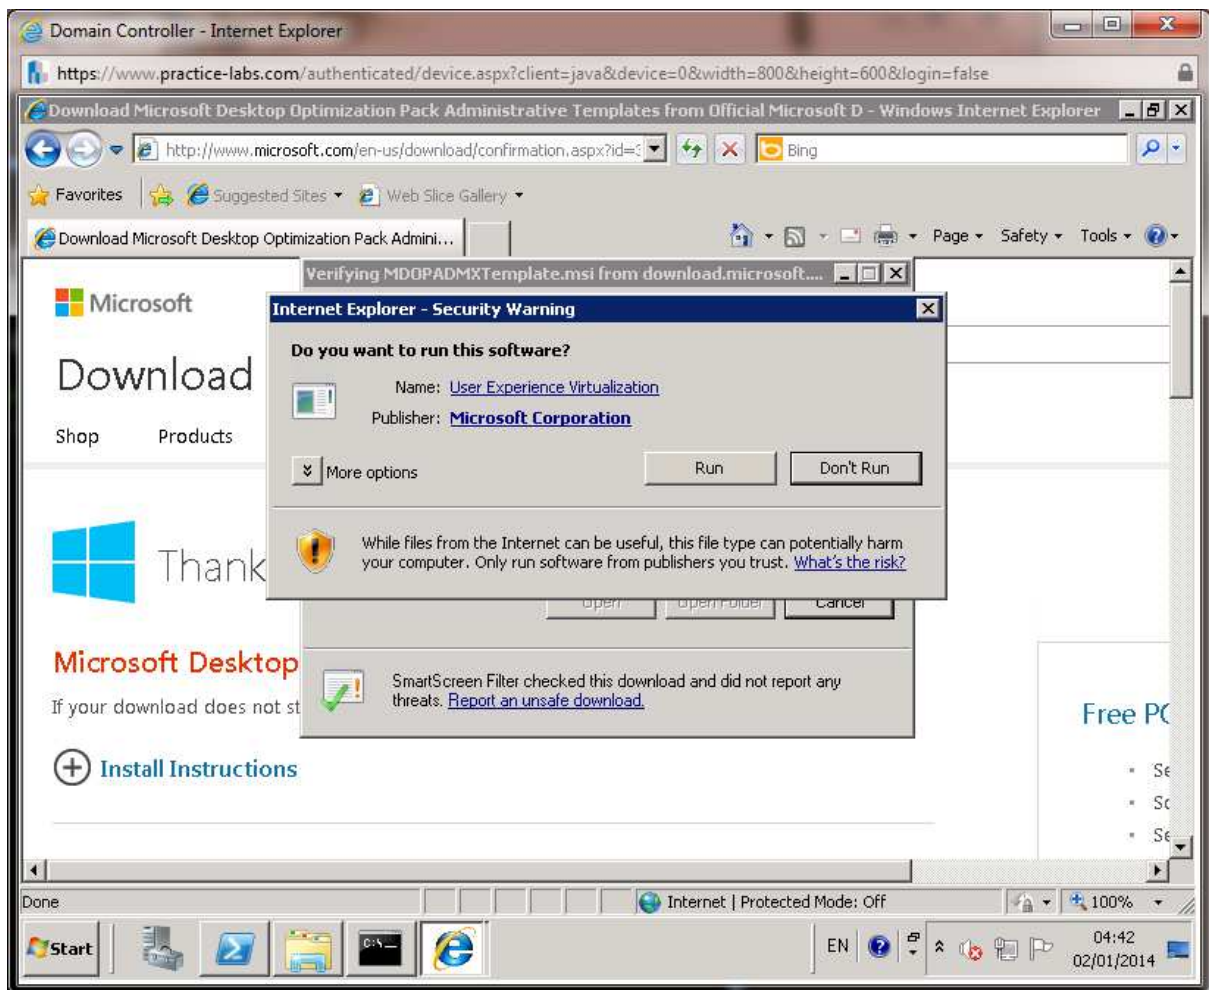 Domain Controller - Internet Explorer
https://www.practice-labs.com/authenticated/device.aspx?client=java&device=0&width=800&height=600&login=false
Download Microsoft Desktop Optimization Pack Administrative Templates from Official Microsoft D - Windows Internet Explorer
http://www.microsoft.com/en-us/download/confirmation.aspx?id=
Bing
Favorites Suggested Sites Web Slice Gallery
Download Microsoft Desktop Optimization Pack Admini... Page Safety Tools
Verifying MDOPADMXTemplate.msi from download.microsoft....
Microsoft
Internet Explorer - Security Warning
Do you want to run this software?
Download
Name: User Experience Virtualization
Publisher: Microsoft Corporation
Shop Products
More options Run Don't Run
While files from the Internet can be useful, this file type can potentially harm
your computer. Only run software from publishers you trust. What's the risk?
Thank
Open Open Folder Cancel
Microsoft Desktop
SmartScreen Filter checked this download and did not report any
threats. Report an unsafe download.
If your download does not st
Free PC
Install Instructions
Se
Sc
Se
Done Internet | Protected Mode: Off 100%
Start C:\_ EN 04:42
02/01/2014